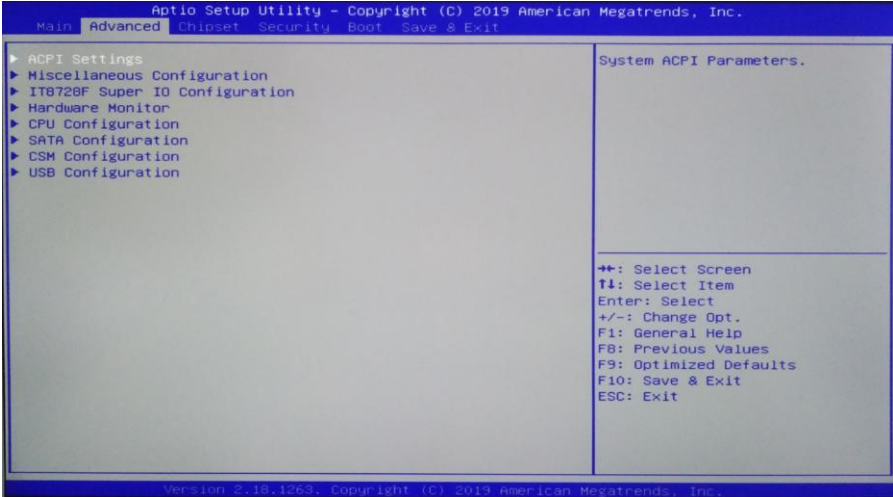 Aptio Setup Utility – Copyright (C) 2019 American Megatrends, Inc.
Main Advanced Chipset Security Boot Save & Exit
► ACPI Settings
► Miscellaneous Configuration
► IT8728F Super IO Configuration
► Hardware Monitor
► CPU Configuration
► SATA Configuration
► CSM Configuration
► USB Configuration
System ACPI Parameters.
→←: Select Screen
↑↓: Select Item
Enter: Select
+/-: Change Opt.
F1: General Help
F8: Previous Values
F9: Optimized Defaults
F10: Save & Exit
ESC: Exit
Version 2.18.1263. Copyright (C) 2019 American Megatrends, Inc.